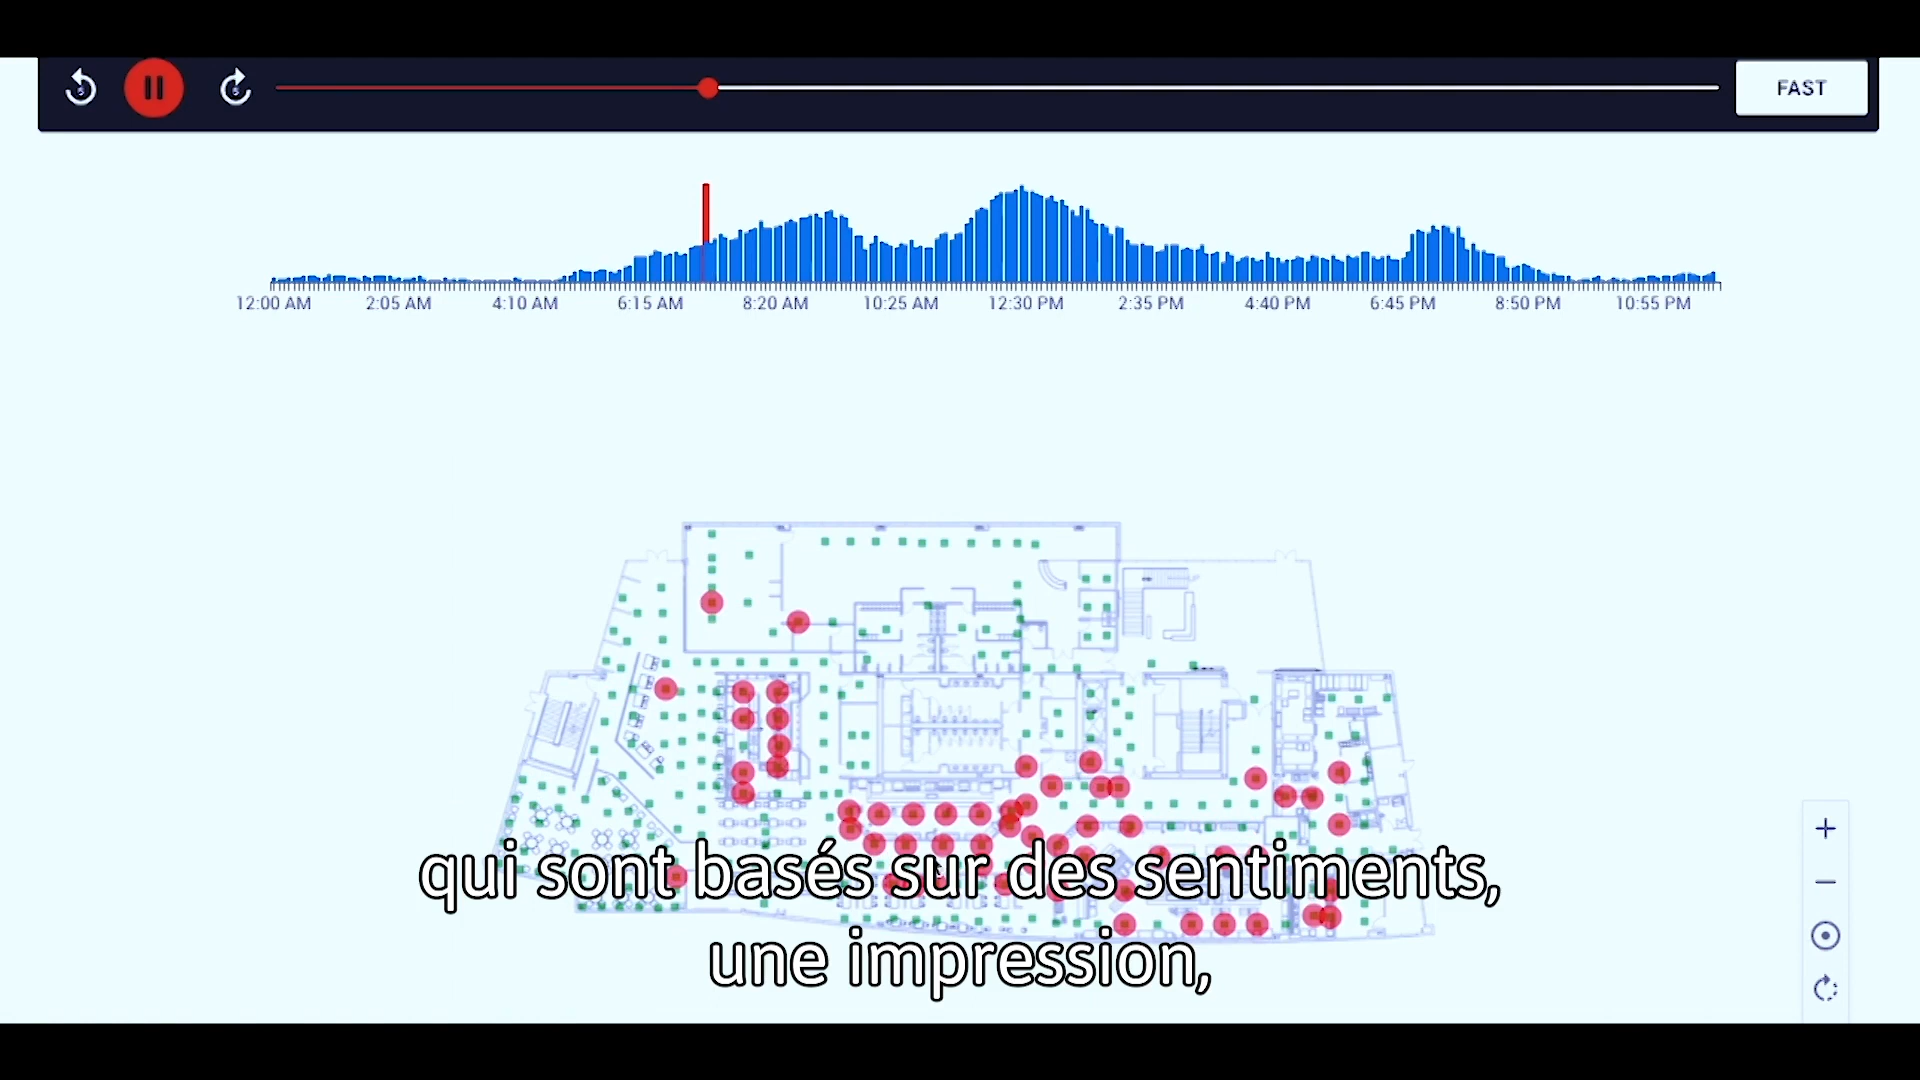 FAST
12:00 AM 2:05 AM 4:10 AM 6:15 AM 8:20 AM 10:25 AM 12:30 PM 2:35 PM 4:40 PM 6:45 PM 8:50 PM 10:55 PM
qui sont basés sur des sentiments,
une impression,